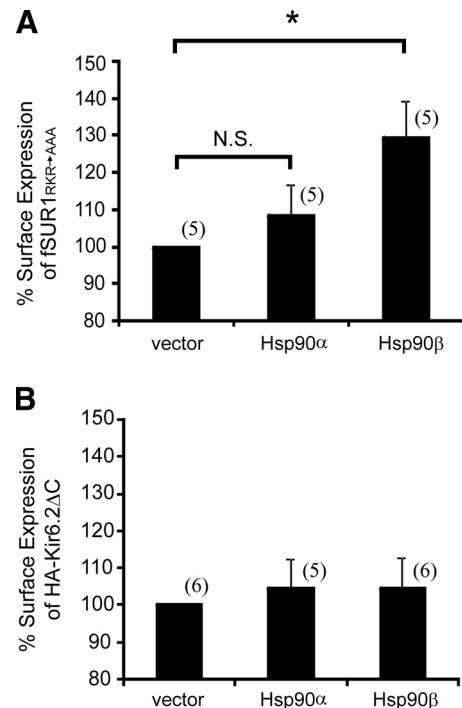 A
*
N.S.
(5)
(5)
(5)
% Surface Expression
of fSUR1RKR→AAA
150
140
130
120
110
100
90
80
vector Hsp90α Hsp90β
B
% Surface Expression
of HA-Kir6.2ΔC
150
140
130
120
110
100
90
80
(6)
(5)
(6)
vector Hsp90α Hsp90β